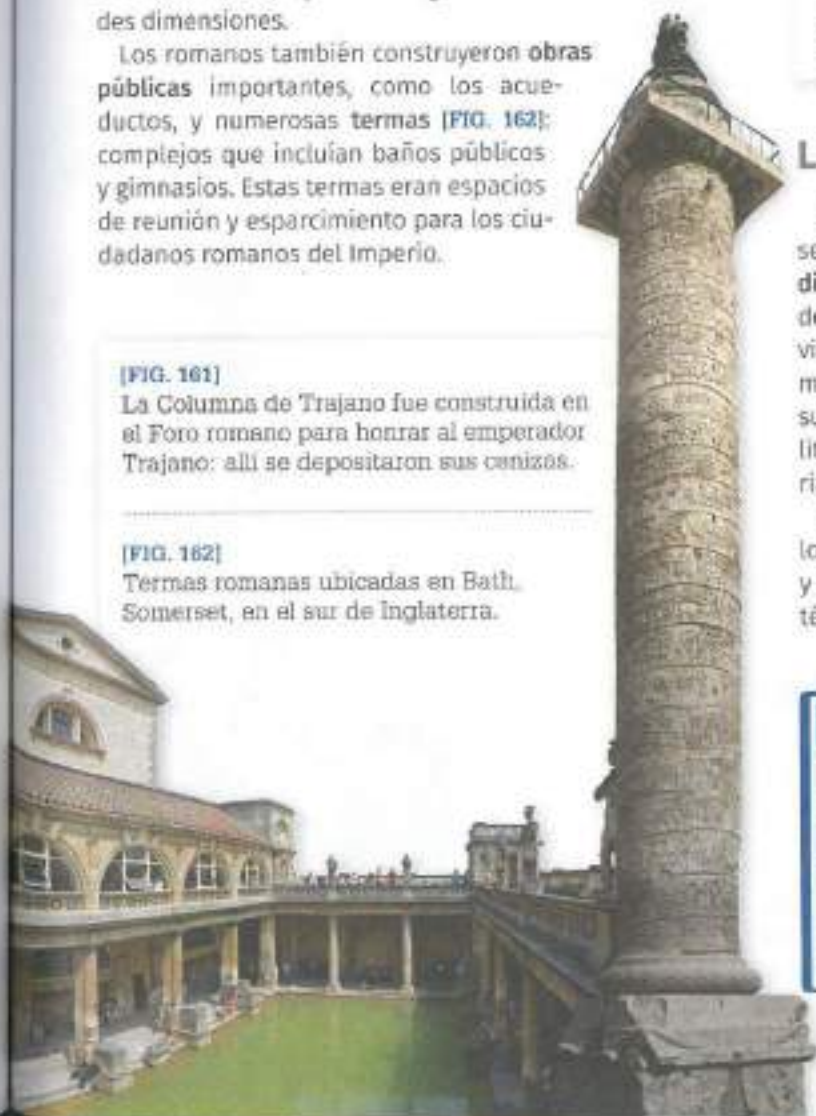 des dimensiones.
Los romanos también construyeron obras
públicas importantes, como los acue-
ductos, y numerosas termas [FIG. 162]:
complejos que incluían baños públicos
y gimnasios. Estas termas eran espacios
de reunión y esparcimiento para los ciu-
dadanos romanos del Imperio.
[FIG. 161]
La Columna de Trajano fue construida en
el Foro romano para honrar al emperador
Trajano: allí se depositaron sus cenizas.
[FIG. 162]
Termas romanas ubicadas en Bath,
Somerset, en el sur de Inglaterra.